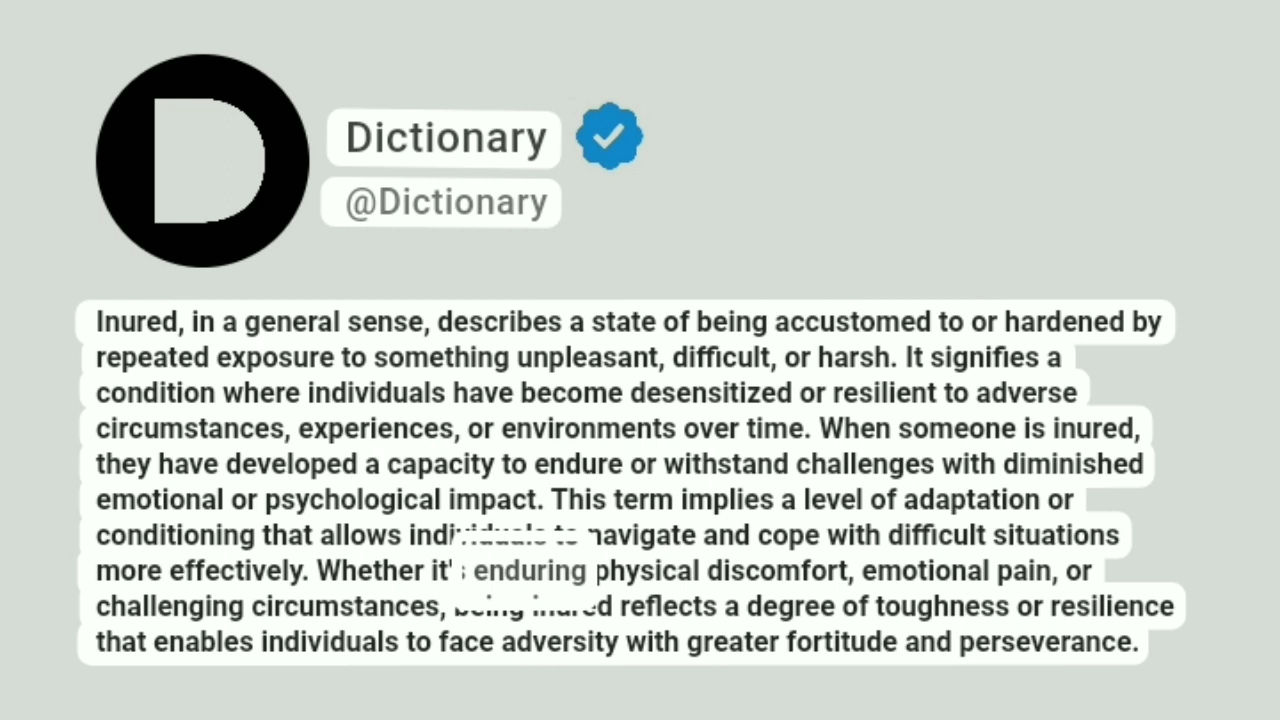 D
Dictionary
@Dictionary
Inured, in a general sense, describes a state of being accustomed to or hardened by
repeated exposure to something unpleasant, difficult, or harsh. It signifies a
condition where individuals have become desensitized or resilient to adverse
circumstances, experiences, or environments over time. When someone is inured,
they have developed a capacity to endure or withstand challenges with diminished
emotional or psychological impact. This term implies a level of adaptation or
conditioning that allows individuals to navigate and cope with difficult situations
more effectively. Whether it's enduring physical discomfort, emotional pain, or
challenging circumstances, being inured reflects a degree of toughness or resilience
that enables individuals to face adversity with greater fortitude and perseverance.